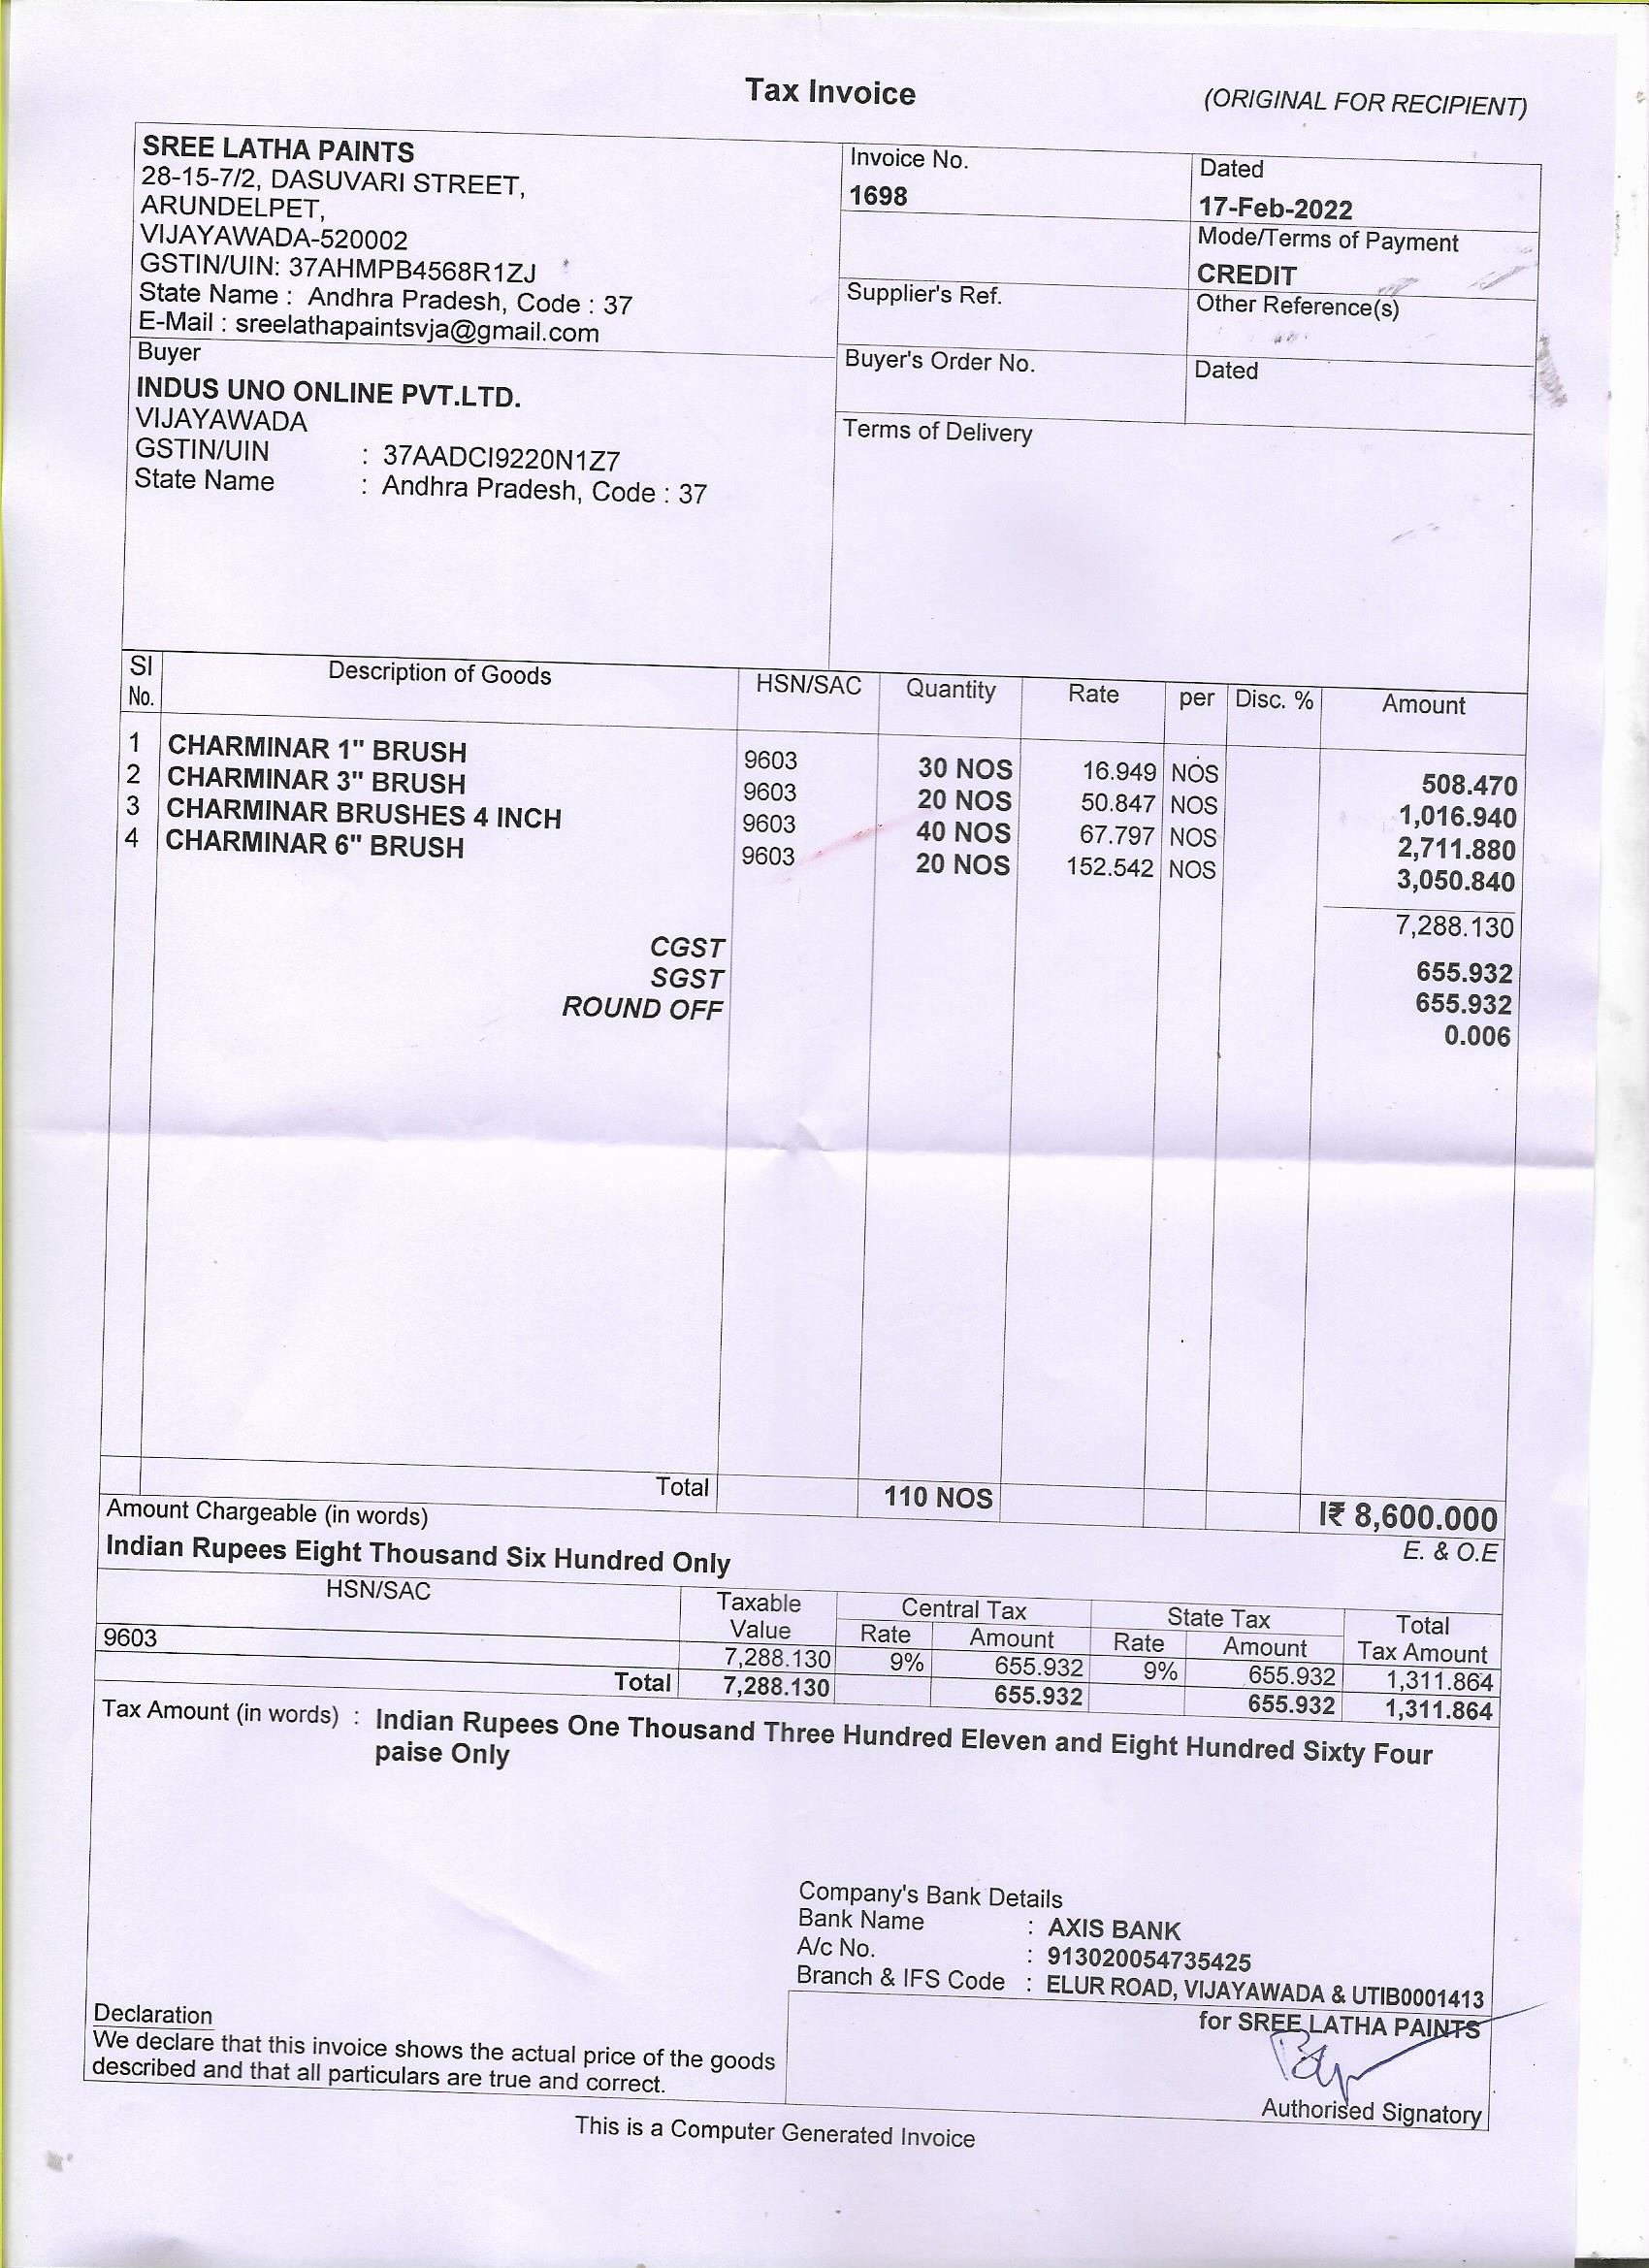 Tax Invoice
(ORIGINAL FOR RECIPIENT)
SREE LATHA PAINTS
28-15-7/2, DASUVARI STREET,
ARUNDELPET,
VIJAYAWADA-520002
GSTIN/UIN: 37AHMPB4568R1ZJ
State Name : Andhra Pradesh, Code : 37
E-Mail : sreelathapaintsvja@gmail.com
Invoice No.
1698
Dated
17-Feb-2022
Mode/Terms of Payment
CREDIT
Supplier's Ref.
Other Reference(s)
Buyer
INDUS UNO ONLINE PVT.LTD.
VIJAYAWADA
GSTIN/UIN : 37AADCI9220N1Z7
State Name : Andhra Pradesh, Code : 37
Buyer's Order No.
Dated
Terms of Delivery
SI No. Description of Goods HSN/SAC Quantity Rate per Disc. % Amount
1 CHARMINAR 1" BRUSH 9603 30 NOS 16.949 NOS 508.470
2 CHARMINAR 3" BRUSH 9603 20 NOS 50.847 NOS 1,016.940
3 CHARMINAR BRUSHES 4 INCH 9603 40 NOS 67.797 NOS 2,711.880
4 CHARMINAR 6" BRUSH 9603 20 NOS 152.542 NOS 3,050.840
7,288.130
CGST 655.932
SGST 655.932
ROUND OFF 0.006
Total 110 NOS I₹ 8,600.000
Amount Chargeable (in words) E. & O.E
Indian Rupees Eight Thousand Six Hundred Only
HSN/SAC Taxable Value Central Tax State Tax Total Tax Amount
Rate Amount Rate Amount
9603 7,288.130 9% 655.932 9% 655.932 1,311.864
Total 7,288.130 655.932 655.932 1,311.864
Tax Amount (in words) : Indian Rupees One Thousand Three Hundred Eleven and Eight Hundred Sixty Four
paise Only
Company's Bank Details
Bank Name : AXIS BANK
A/c No. : 913020054735425
Branch & IFS Code : ELUR ROAD, VIJAYAWADA & UTIB0001413
Declaration
We declare that this invoice shows the actual price of the goods
described and that all particulars are true and correct.
for SREE LATHA PAINTS
Authorised Signatory
This is a Computer Generated Invoice